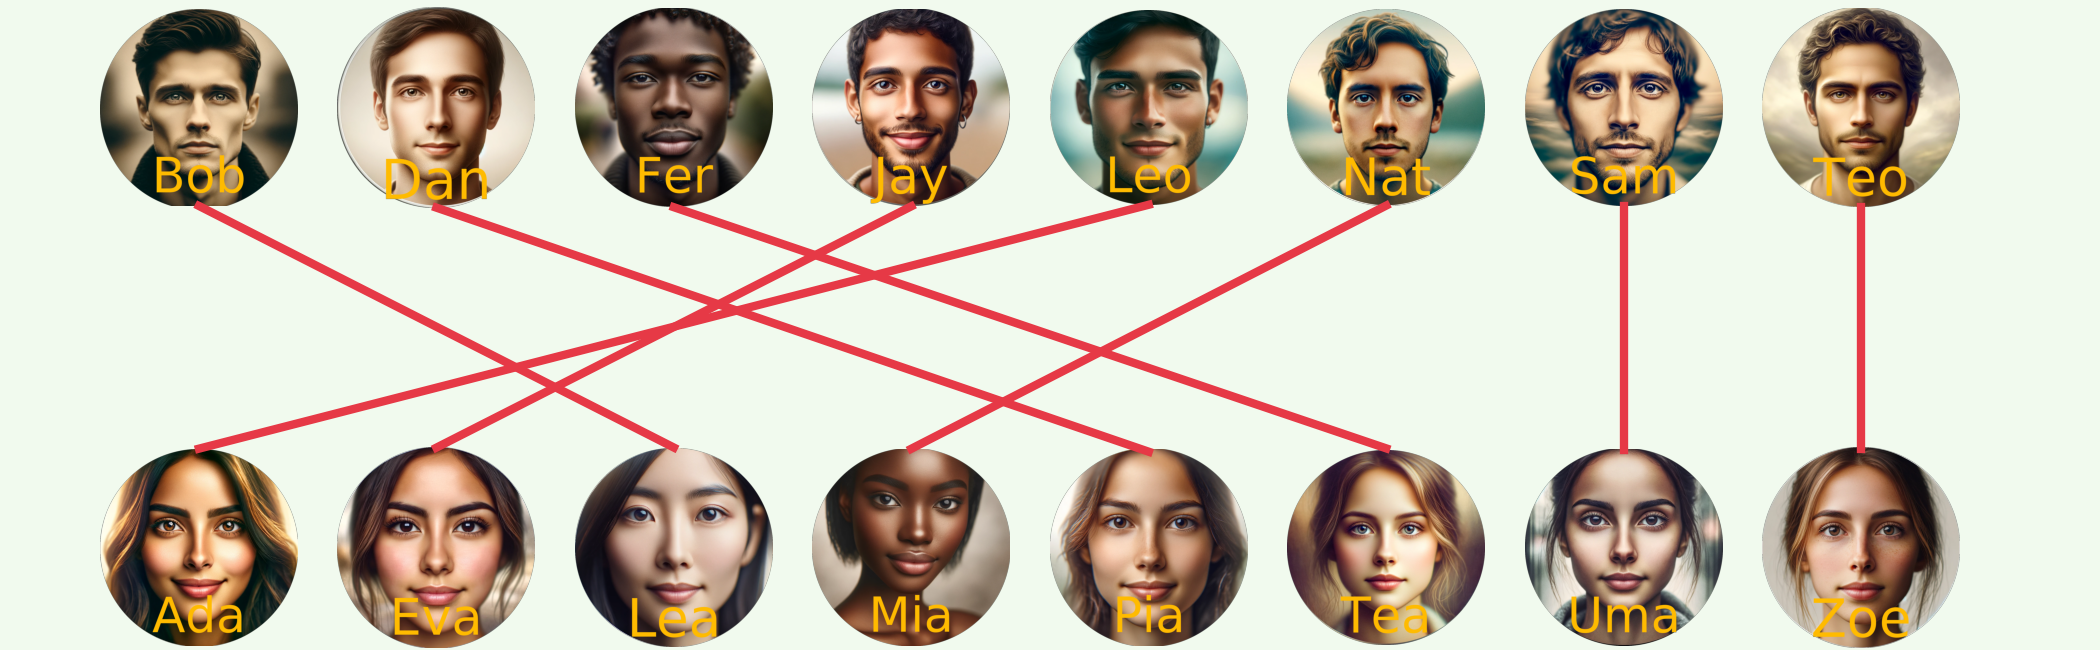 Bob Dan Fer Jay Leo Nat Sam Teo
Ada Eva Lea Mia Pia Tea Uma Zoe